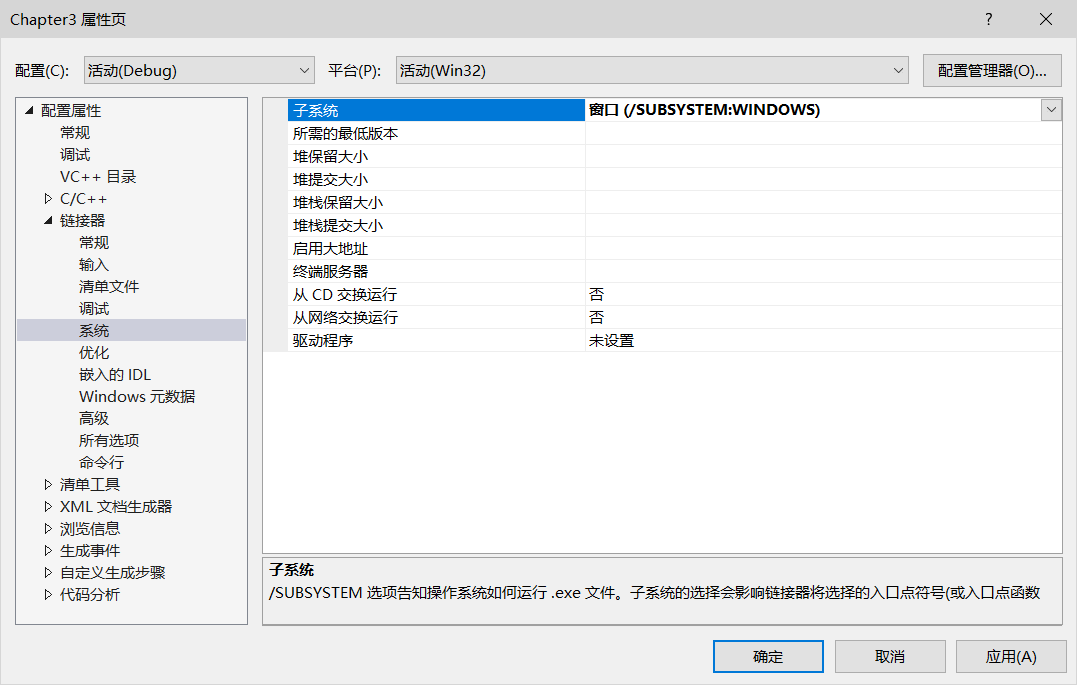 Chapter3 属性页
?
配置(C): 活动(Debug) 平台(P): 活动(Win32) 配置管理器(O)...
配置属性
常规
调试
VC++ 目录
C/C++
链接器
常规
输入
清单文件
调试
系统
优化
嵌入的 IDL
Windows 元数据
高级
所有选项
命令行
清单工具
XML 文档生成器
浏览信息
生成事件
自定义生成步骤
代码分析
子系统 窗口 (/SUBSYSTEM:WINDOWS)
所需的最低版本
堆保留大小
堆提交大小
堆栈保留大小
堆栈提交大小
启用大地址
终端服务器
从 CD 交换运行 否
从网络交换运行 否
驱动程序 未设置
子系统
/SUBSYSTEM 选项告知操作系统如何运行 .exe 文件。子系统的选择会影响链接器将选择的入口点符号(或入口点函数
确定 取消 应用(A)